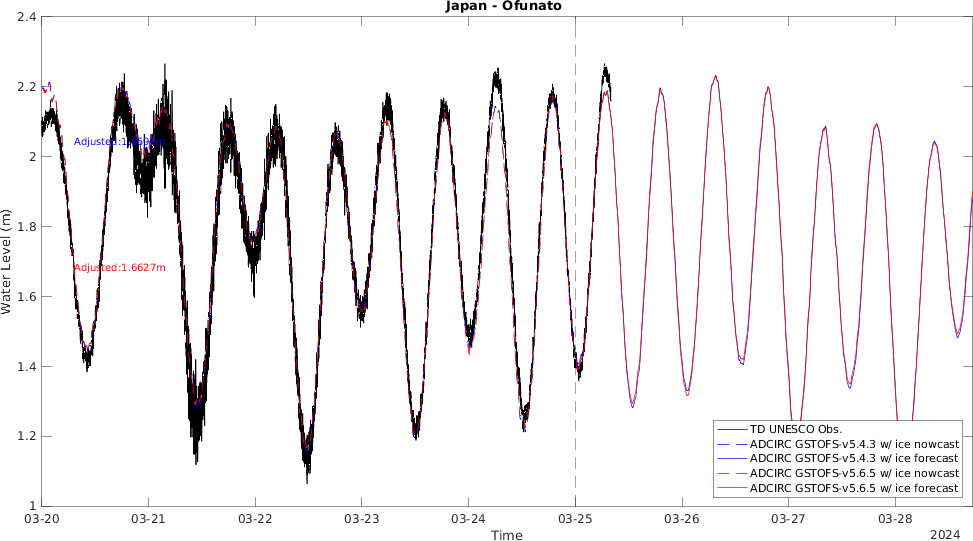 Japan - Ofunato
2.4
2.2
2
1.8
1.6
1.4
1.2
1
Water Level (m)
Adjusted:1.6627m
03-20
03-21
03-22
03-23
03-24
03-25
03-26
03-27
03-28
Time
2024
TD UNESCO Obs.
ADCIRC GSTOFS-v5.4.3 w/ ice nowcast
ADCIRC GSTOFS-v5.4.3 w/ ice forecast
ADCIRC GSTOFS-v5.6.5 w/ ice nowcast
ADCIRC GSTOFS-v5.6.5 w/ ice forecast